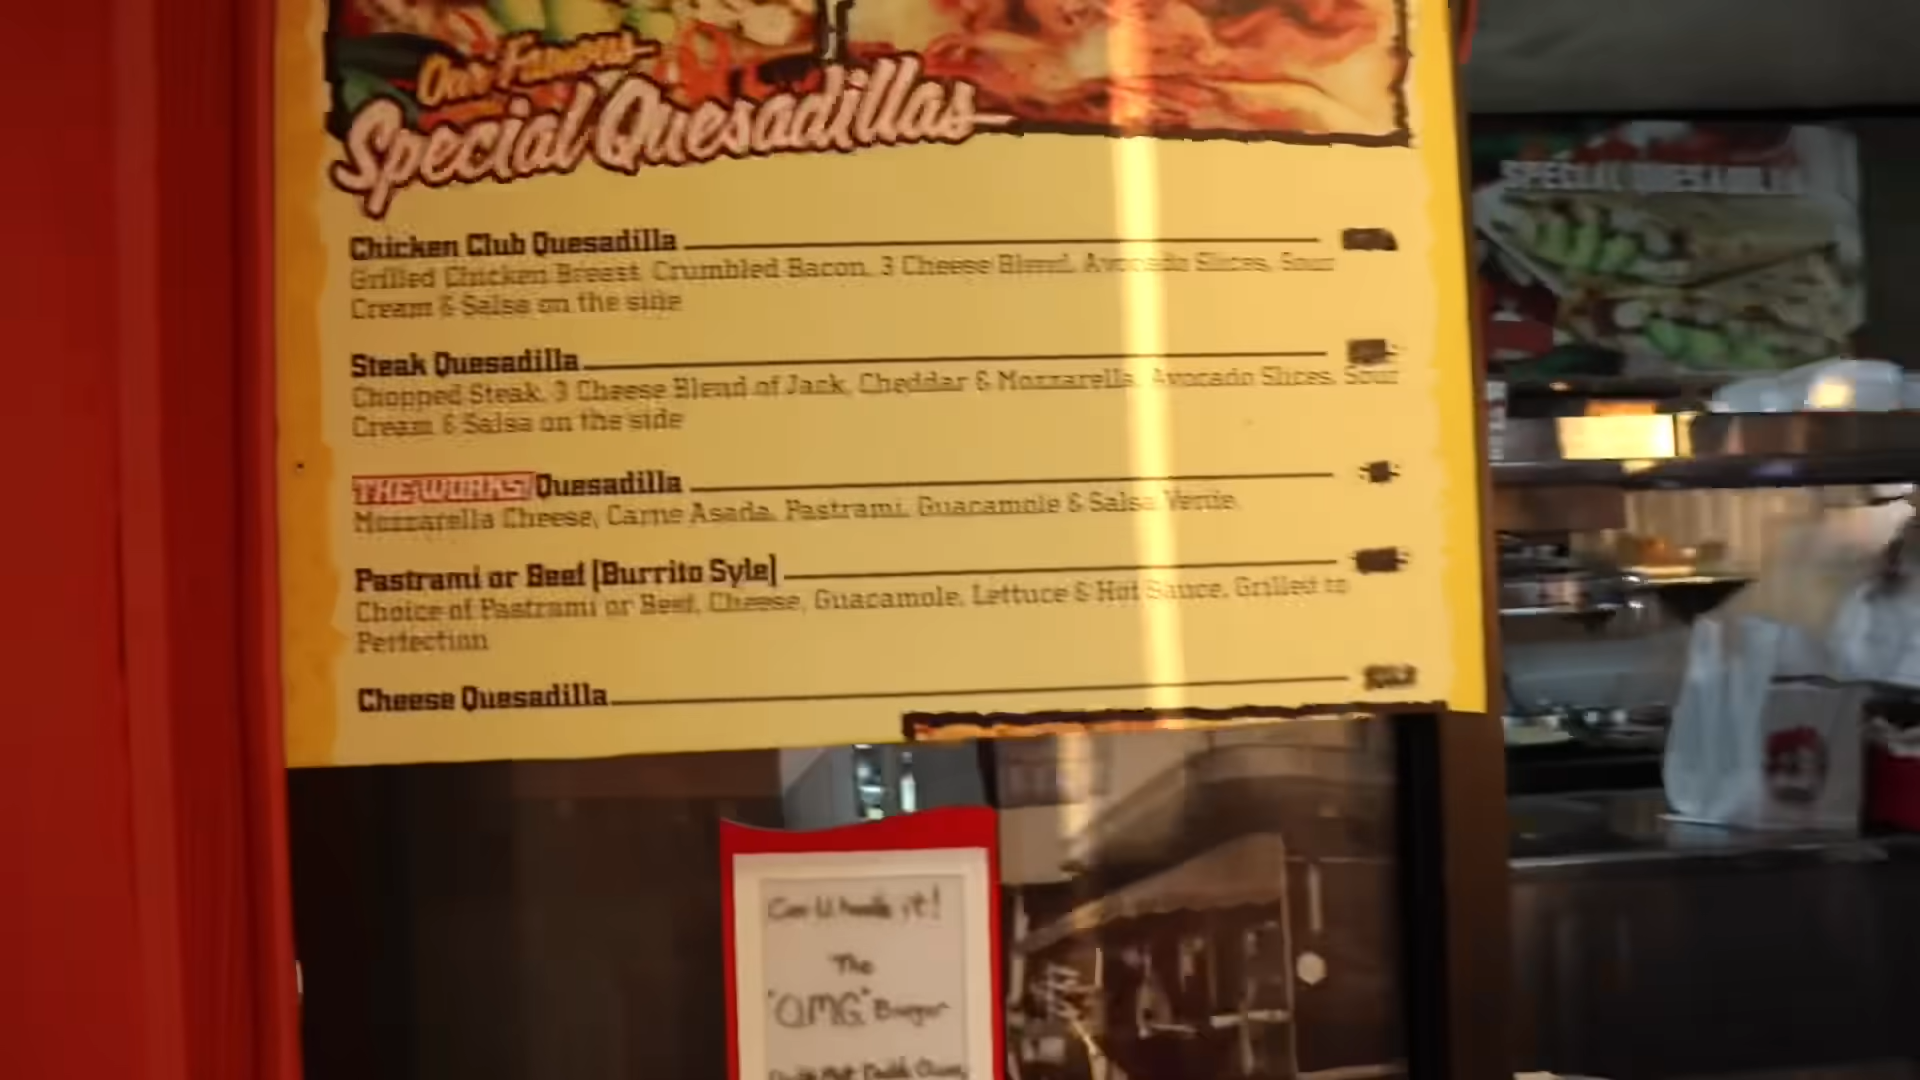 Our Famous
Special Quesadillas
SPECIAL QUESADILLAS
Chicken Club Quesadilla
Grilled Chicken Breast, Crumbled Bacon, 3 Cheese Blend, Avocado Slices, Sour
Cream & Salsa on the side
Steak Quesadilla
Chopped Steak, 3 Cheese Blend of Jack, Cheddar & Mozzarella, Avocado Slices, Sour
Cream & Salsa on the side
THE WORKS! Quesadilla
Mozzarella Cheese, Carne Asada, Pastrami, Guacamole & Salsa Verde,
Pastrami or Beef (Burrito Syle)
Choice of Pastrami or Beef, Cheese, Guacamole, Lettuce & Hot Sauce, Grilled to
Perfection
Cheese Quesadilla
Can U handle it!
The
"OMG" Burger